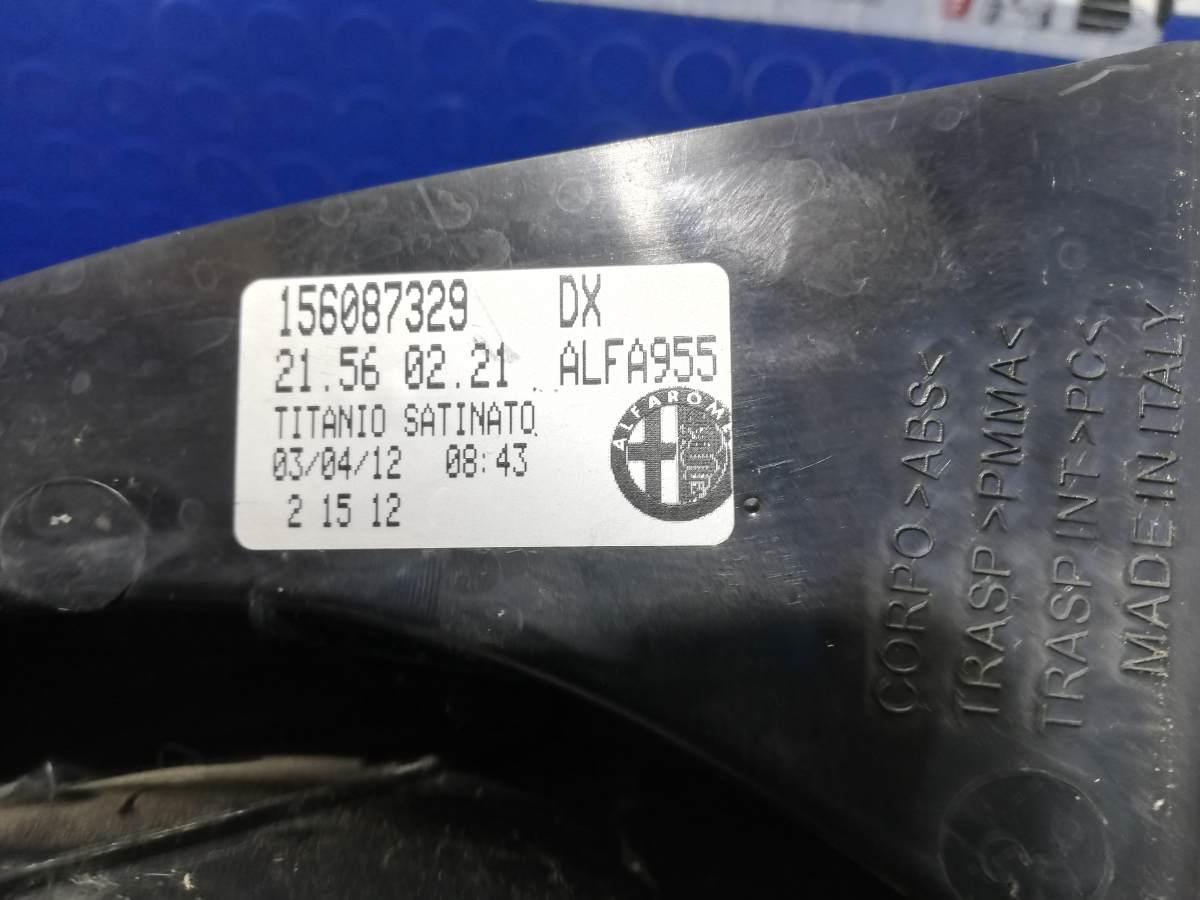 156087329 DX
21.56 02.21 ALFA955
TITANIO SATINATO
03/04/12 08:43
2 15 12
CORPO>ABS<
TRASP>PMMA<
TRASP INT>PC<
MADE IN ITALY